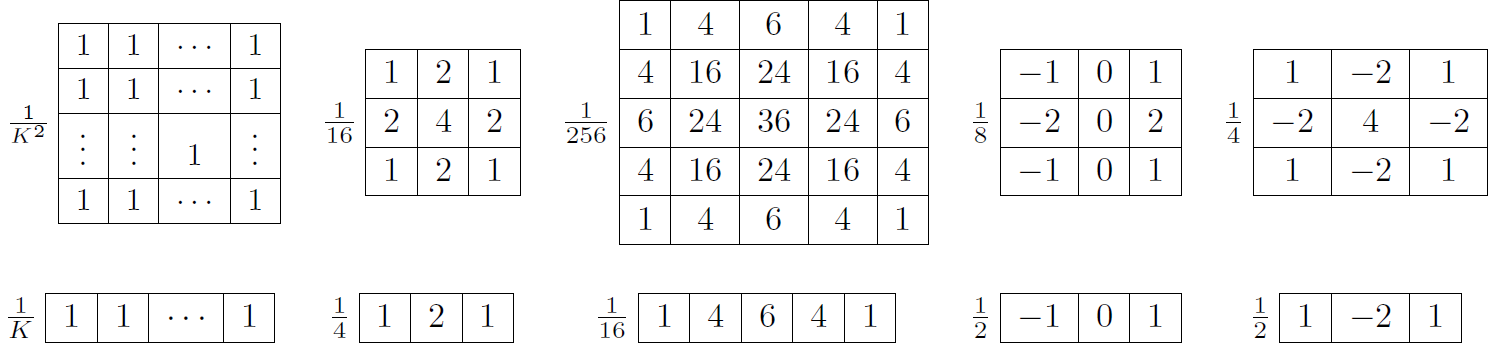 1/K² 1 1 ⋯ 1
1 1 ⋯ 1
⋮ ⋮ 1 ⋮
1 1 ⋯ 1
1/16 1 2 1
2 4 2
1 2 1
1/256 1 4 6 4 1
4 16 24 16 4
6 24 36 24 6
4 16 24 16 4
1 4 6 4 1
1/8 −1 0 1
−2 0 2
−1 0 1
1/4 1 −2 1
−2 4 −2
1 −2 1
1/K 1 1 ⋯ 1
1/4 1 2 1
1/16 1 4 6 4 1
1/2 −1 0 1
1/2 1 −2 1